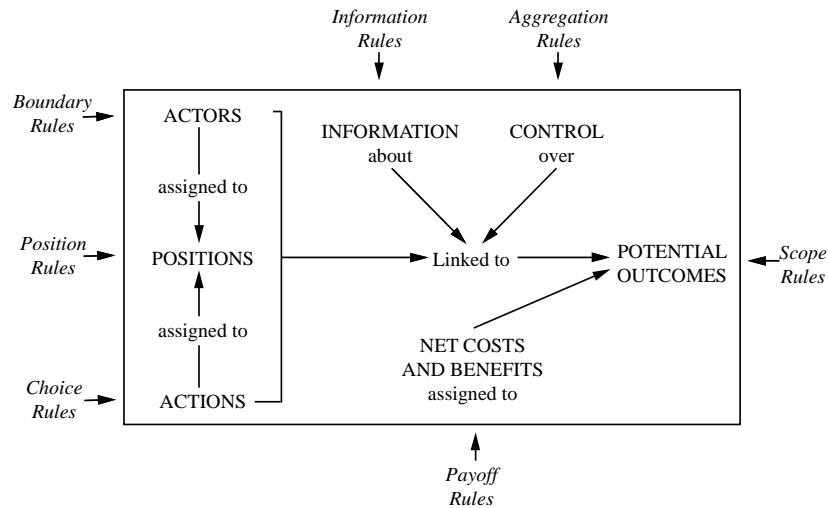 Information
Rules
Aggregation
Rules
Boundary
Rules
ACTORS
INFORMATION
about
CONTROL
over
assigned to
Position
Rules
POSITIONS
Linked to
POTENTIAL
OUTCOMES
Scope
Rules
assigned to
NET COSTS
AND BENEFITS
assigned to
Choice
Rules
ACTIONS
Payoff
Rules